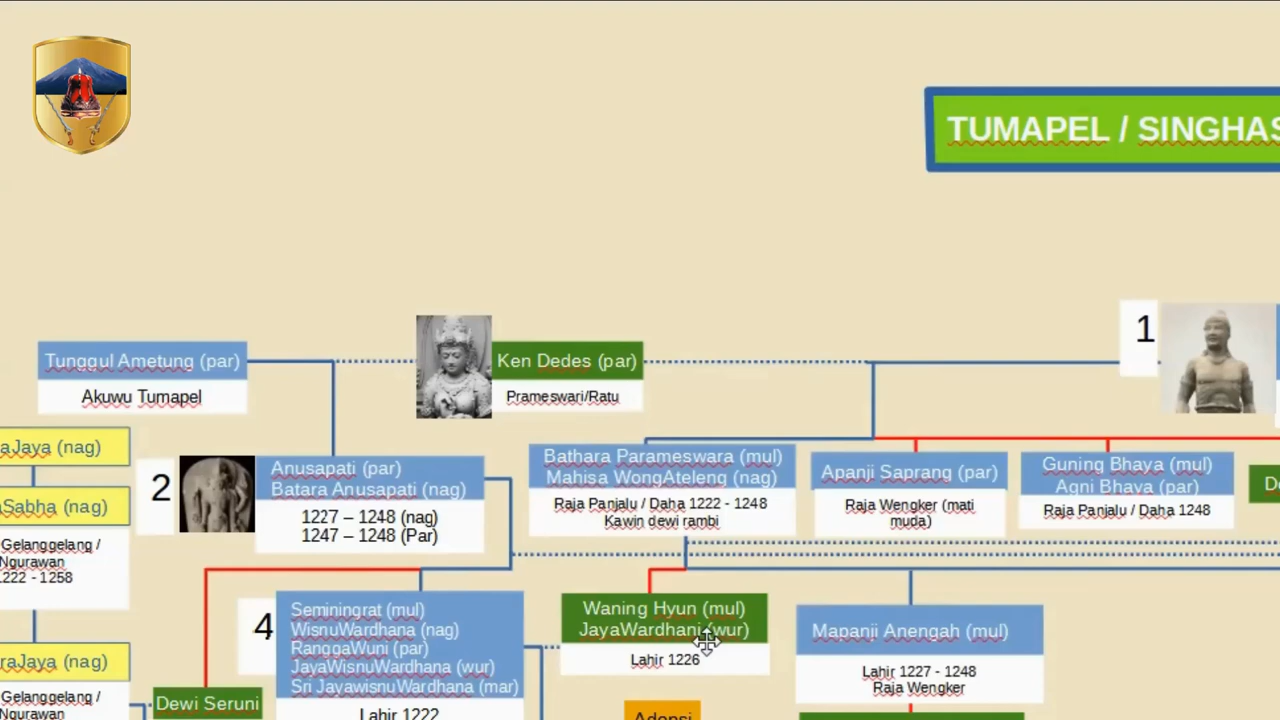 TUMAPEL / SINGHAS
1
Tunggul Ametung (par)
Akuwu Tumapel
Ken Dedes (par)
Prameswari/Ratu
aJaya (nag)
2
Anusapati (par)
Batara Anusapati (nag)
1227 – 1248 (nag)
1247 – 1248 (Par)
Bathara Parameswara (mul)
Mahisa WongAteleng (nag)
Raja Panjalu / Daha 1222 - 1248
Kawin dewi rambi
Apanji Saprang (par)
Raja Wengker (mati
muda)
Guning Bhaya (mul)
Agni Bhaya (par)
Raja Panjalu / Daha 1248
De
Sabha (nag)
Gelanggelang /
Ngurawan
1222 - 1258
4
Seminingrat (mul)
WisnuWardhana (nag)
RanggaWuni (par)
JayaWisnuWardhana (wur)
Sri JayawisnuWardhana (mar)
Lahir 1222
Waning Hyun (mul)
JayaWardhani (wur)
Lahir 1226
Mapanji Anengah (mul)
Lahir 1227 - 1248
Raja Wengker
raJaya (nag)
Gelanggelang /
Ngurawan
Dewi Seruni
Adopsi